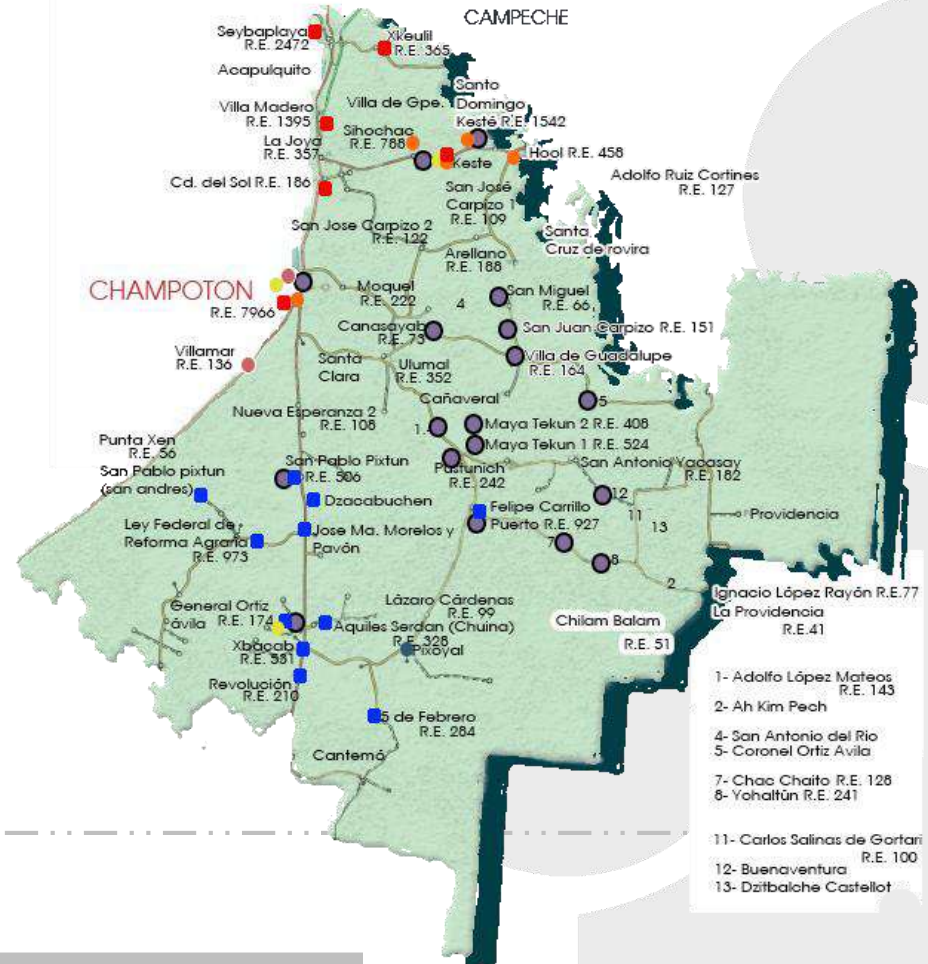 CAMPECHE
Seybaplaya
R.E. 2472
Xkeulil
R.E. 365
Acapulquito
Santo
Domingo
Kesté R.E. 1542
Villa Madero
R.E. 1395
Villa de Gpe.
Sihochac
R.E. 788
La Joya
R.E. 357
Keste
Hool R.E. 458
Adolfo Ruiz Cortines
R.E. 127
Cd. del Sol R.E. 186
San José
Carpizo 1
R.E. 109
San Jose Carpizo 2
R.E. 122
Santa
Cruz de rovira
Arellano
R.E. 188
CHAMPOTON
R.E. 7966
Moquel
R.E. 222
4
San Miguel
R.E. 66
Canasayab
R.E. 73
San Juan Carpizo R.E. 151
Villamar
R.E. 136
Santa
Clara
Ulumal
R.E. 352
Villa de Guadalupe
R.E. 164
Cañaveral
5
Nueva Esperanza 2
R.E. 108
1.
Maya Tekun 2 R.E. 408
Maya Tekun 1 R.E. 524
Punta Xen
R.E. 56
San Pablo pixtun
(san andres)
San Pablo Pixtun
R.E. 506
Pustunich
R.E. 242
San Antonio Yacasay
R.E. 182
Dzacabuchen
Felipe Carrillo
Puerto R.E. 927
12
11
13
Providencia
Ley Federal de
Reforma Agraria
R.E. 973
Jose Ma. Morelos y
Pavón
7
8
2
General Ortiz
ávila
R.E. 174
Lázaro Cárdenas
R.E. 99
Aquiles Serdan (Chuina)
R.E. 328
Chilam Balam
R.E. 51
Ignacio López Rayón R.E.77
La Providencia
R.E.41
Xbacab
R.E. 531
Pixoyal
Revolución
R.E. 210
5 de Febrero
R.E. 284
Cantemó
1- Adolfo López Mateos
R.E. 143
2- Ah Kim Pech
4- San Antonio del Rio
5- Coronel Ortiz Avila
7- Chac Chaito R.E. 128
8- Yohaltún R.E. 241
11- Carlos Salinas de Gortari
R.E. 100
12- Buenaventura
13- Dzitbalche Castellot